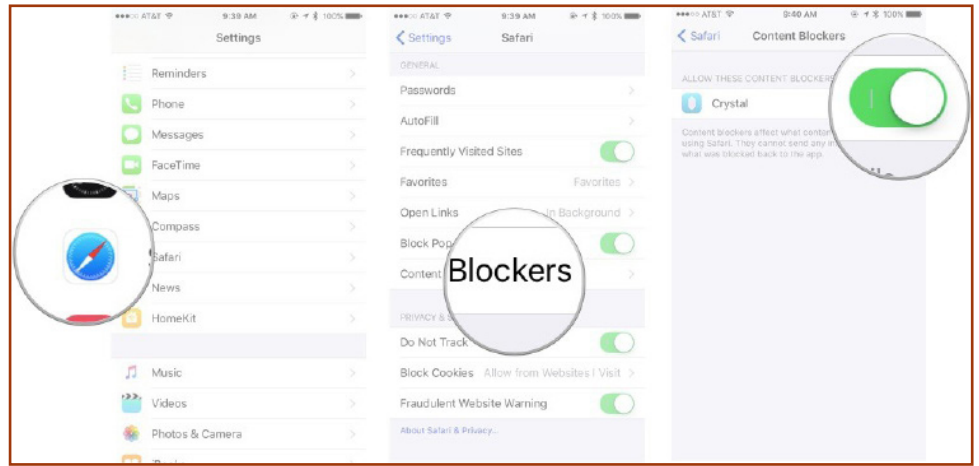 AT&T 9:39 AM 100%
Settings
Reminders
Phone
Messages
FaceTime
Maps
Compass
Safari
News
HomeKit
Music
Videos
Photos & Camera
AT&T 9:39 AM 100%
Settings Safari
GENERAL
Passwords
AutoFill
Frequently Visited Sites
Favorites Favorites
Open Links In Background
Block Pop
Content Blockers
PRIVACY &
Do Not Track
Block Cookies Allow from Websites I Visit
Fraudulent Website Warning
About Safari & Privacy...
AT&T 9:40 AM 100%
Safari Content Blockers
ALLOW THESE CONTENT BLOCKERS
Crystal
Content blockers affect what
using Safari. They cannot send any
what was blocked back to the app.